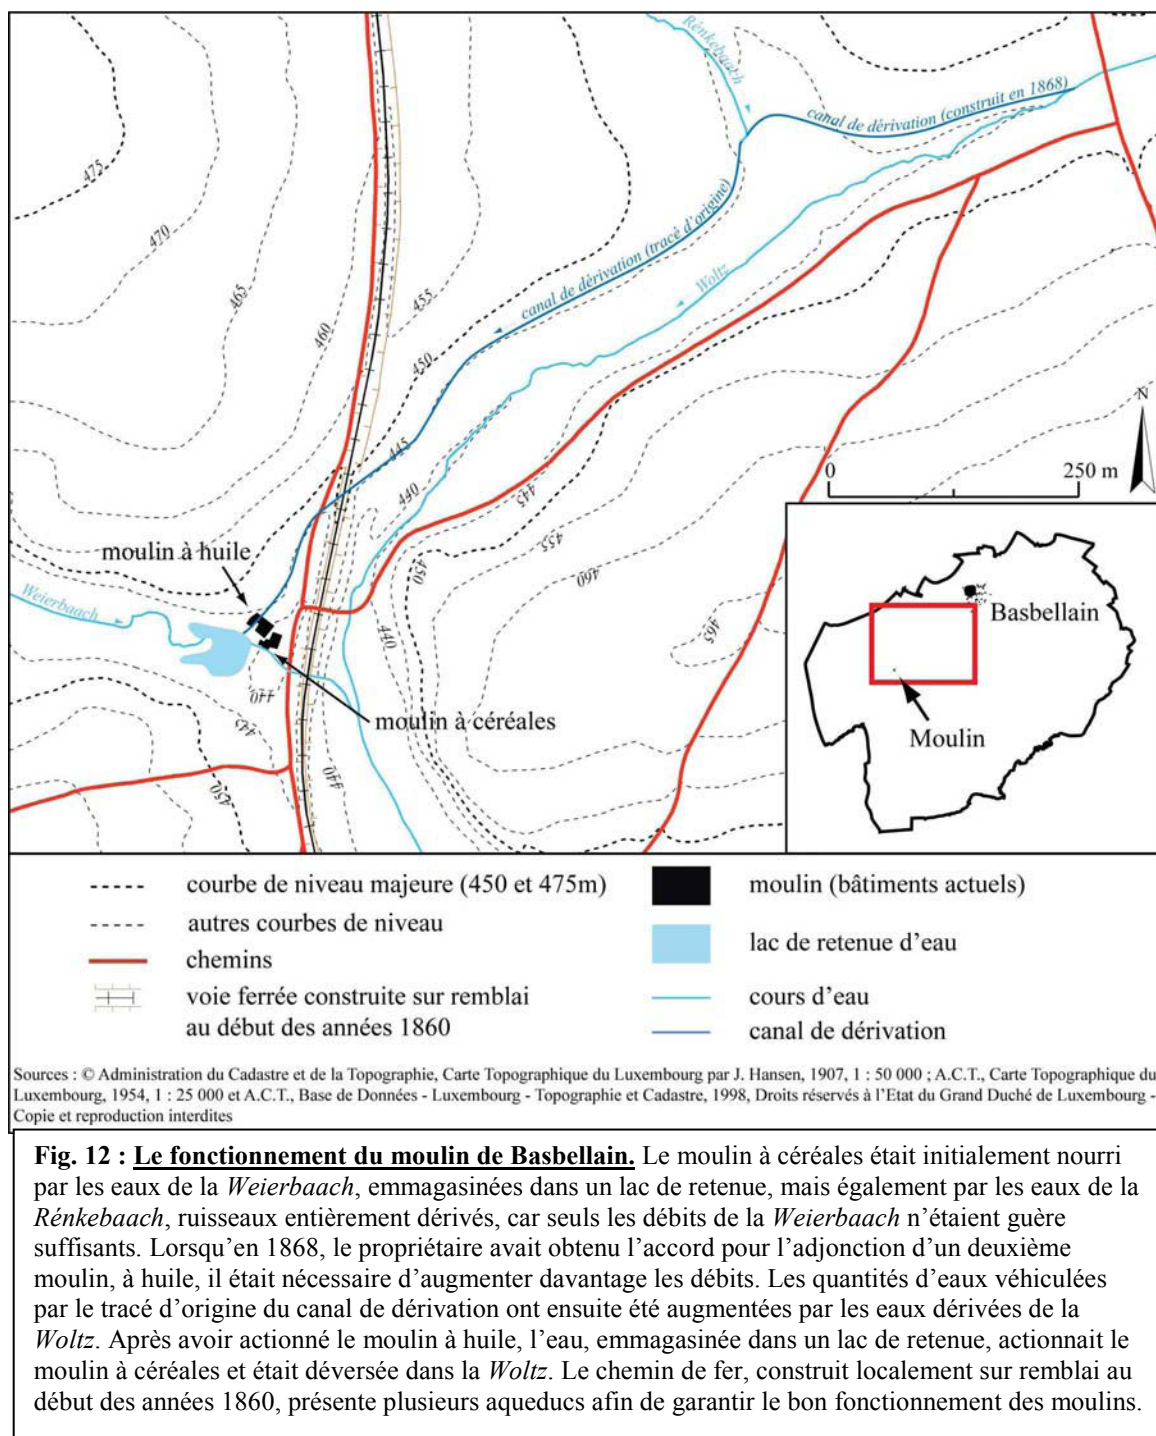 Rénkebaach
canal de dérivation (construit en 1868)
475
470
canal de dérivation (tracé d'origine)
Woltz
465
455
460
450
N
445
0 250 m
440
445
450
455
460
moulin à huile
Weierbaach
465
440
Basbellain
440
moulin à céréales
Moulin
445
440
450
courbe de niveau majeure (450 et 475m)
autres courbes de niveau
chemins
voie ferrée construite sur remblai
au début des années 1860
moulin (bâtiments actuels)
lac de retenue d'eau
cours d'eau
canal de dérivation
Sources : © Administration du Cadastre et de la Topographie, Carte Topographique du Luxembourg par J. Hansen, 1907, 1 : 50 000 ; A.C.T., Carte Topographique du
Luxembourg, 1954, 1 : 25 000 et A.C.T., Base de Données - Luxembourg - Topographie et Cadastre, 1998, Droits réservés à l'Etat du Grand Duché de Luxembourg -
Copie et reproduction interdites
Fig. 12 : Le fonctionnement du moulin de Basbellain. Le moulin à céréales était initialement nourri
par les eaux de la Weierbaach, emmagasinées dans un lac de retenue, mais également par les eaux de la
Rénkebaach, ruisseaux entièrement dérivés, car seuls les débits de la Weierbaach n'étaient guère
suffisants. Lorsqu'en 1868, le propriétaire avait obtenu l'accord pour l'adjonction d'un deuxième
moulin, à huile, il était nécessaire d'augmenter davantage les débits. Les quantités d'eaux véhiculées
par le tracé d'origine du canal de dérivation ont ensuite été augmentées par les eaux dérivées de la
Woltz. Après avoir actionné le moulin à huile, l'eau, emmagasinée dans un lac de retenue, actionnait le
moulin à céréales et était déversée dans la Woltz. Le chemin de fer, construit localement sur remblai au
début des années 1860, présente plusieurs aqueducs afin de garantir le bon fonctionnement des moulins.